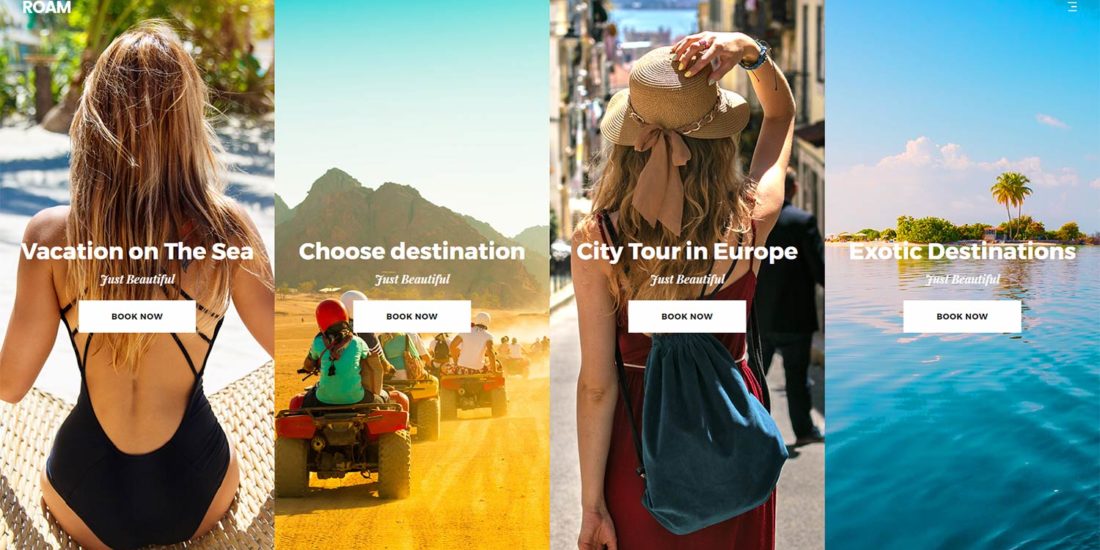 ROAM
Vacation on The Sea
Just Beautiful
BOOK NOW
Choose destination
Just Beautiful
BOOK NOW
City Tour in Europe
Just Beautiful
BOOK NOW
Exotic Destinations
Just Beautiful
BOOK NOW